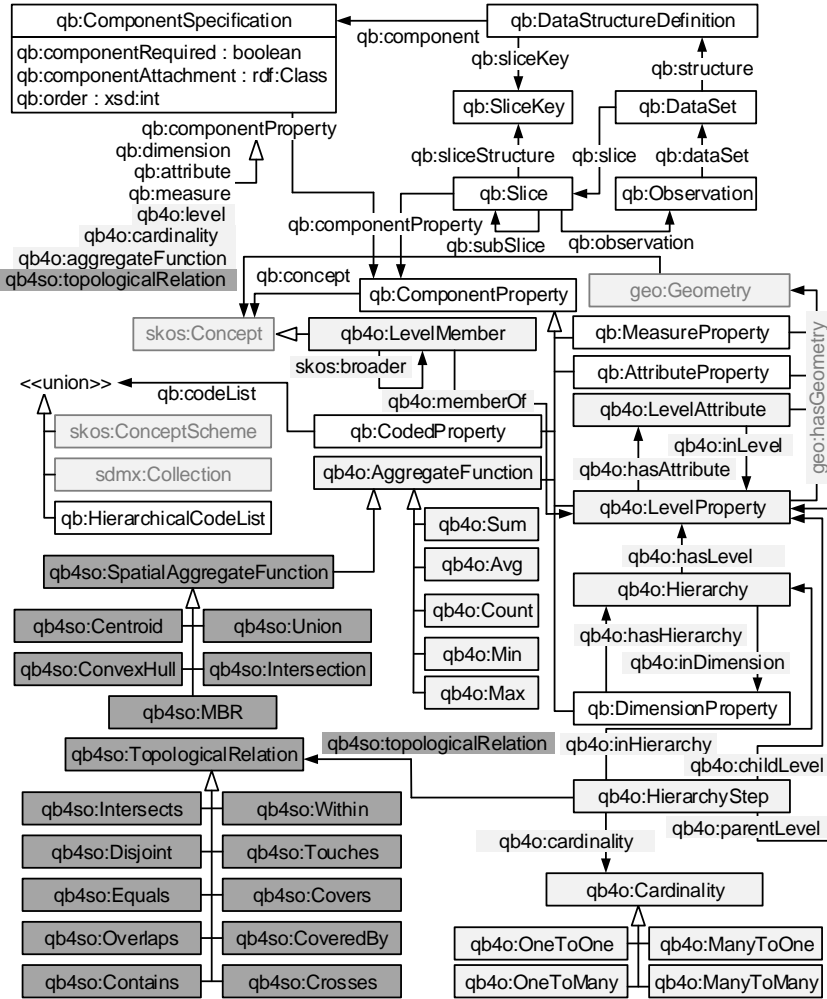 qb:ComponentSpecification
qb:componentRequired : boolean
qb:componentAttachment : rdf:Class
qb:order : xsd:int
qb:component
qb:DataStructureDefinition
qb:sliceKey
qb:structure
qb:SliceKey
qb:DataSet
qb:componentProperty
qb:dimension
qb:attribute
qb:measure
qb4o:level
qb4o:cardinality
qb4o:aggregateFunction
qb4so:topologicalRelation
qb:sliceStructure
qb:slice
qb:dataSet
qb:Slice
qb:Observation
qb:componentProperty
qb:subSlice
qb:observation
qb:concept
qb:ComponentProperty
geo:Geometry
geo:hasGeometry
skos:Concept
qb4o:LevelMember
qb:MeasureProperty
skos:broader
qb:AttributeProperty
<<union>>
qb:codeList
qb4o:memberOf
qb4o:LevelAttribute
skos:ConceptScheme
qb:CodedProperty
qb4o:inLevel
sdmx:Collection
qb4o:AggregateFunction
qb4o:hasAttribute
qb:HierarchicalCodeList
qb4o:LevelProperty
qb4o:Sum
qb4o:hasLevel
qb4so:SpatialAggregateFunction
qb4o:Avg
qb4o:Hierarchy
qb4so:Centroid
qb4so:Union
qb4o:Count
qb4o:hasHierarchy
qb4so:ConvexHull
qb4so:Intersection
qb4o:Min
qb4o:inDimension
qb4so:MBR
qb4o:Max
qb:DimensionProperty
qb4so:TopologicalRelation
qb4so:topologicalRelation
qb4o:inHierarchy
qb4o:childLevel
qb4o:HierarchyStep
qb4o:parentLevel
qb4so:Intersects
qb4so:Within
qb4so:Disjoint
qb4so:Touches
qb4o:cardinality
qb4so:Equals
qb4so:Covers
qb4o:Cardinality
qb4so:Overlaps
qb4so:CoveredBy
qb4o:OneToOne
qb4o:ManyToOne
qb4so:Contains
qb4so:Crosses
qb4o:OneToMany
qb4o:ManyToMany